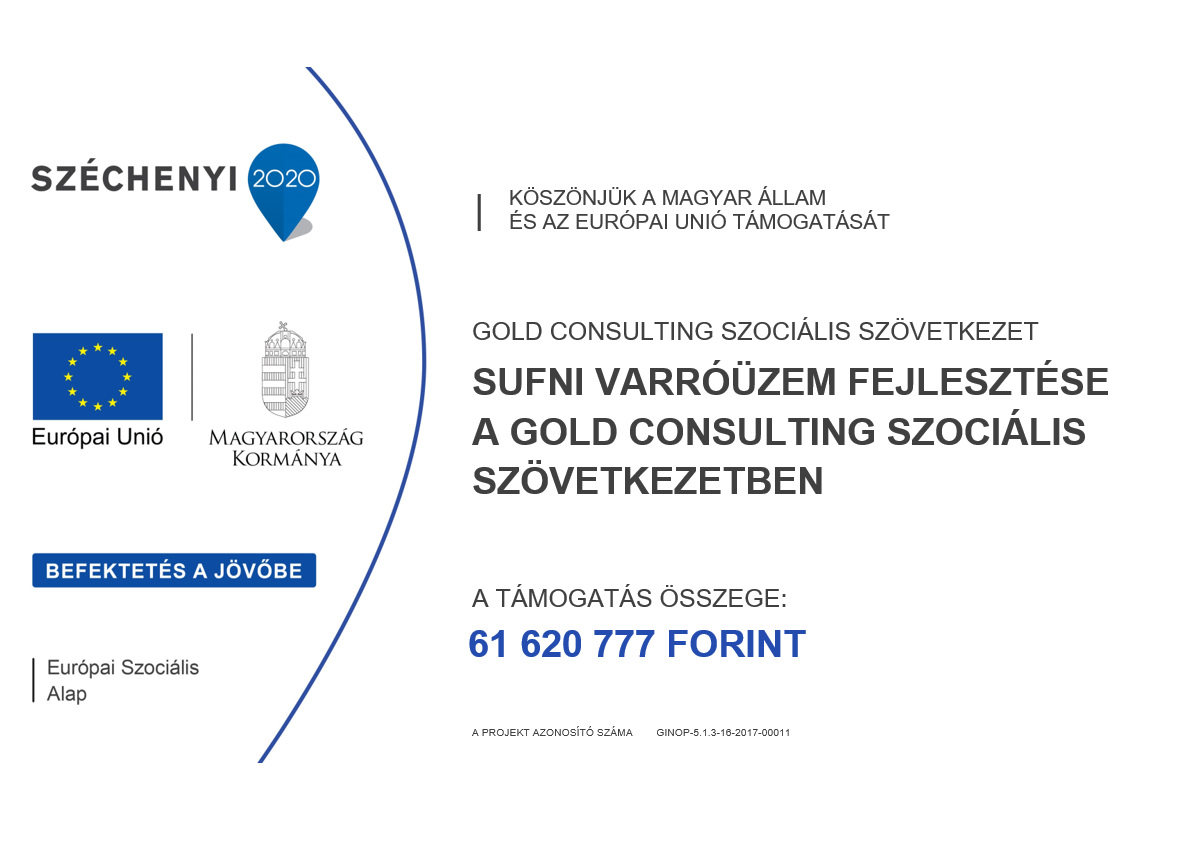 SZÉCHENYI 2020
KÖSZÖNJÜK A MAGYAR ÁLLAM
ÉS AZ EURÓPAI UNIÓ TÁMOGATÁSÁT
Európai Unió
MAGYARORSZÁG
KORMÁNYA
GOLD CONSULTING SZOCIÁLIS SZÖVETKEZET
SUFNI VARRÓÜZEM FEJLESZTÉSE
A GOLD CONSULTING SZOCIÁLIS
SZÖVETKEZETBEN
BEFEKTETÉS A JÖVŐBE
A TÁMOGATÁS ÖSSZEGE:
61 620 777 FORINT
Európai Szociális
Alap
A PROJEKT AZONOSÍTÓ SZÁMA GINOP-5.1.3-16-2017-00011